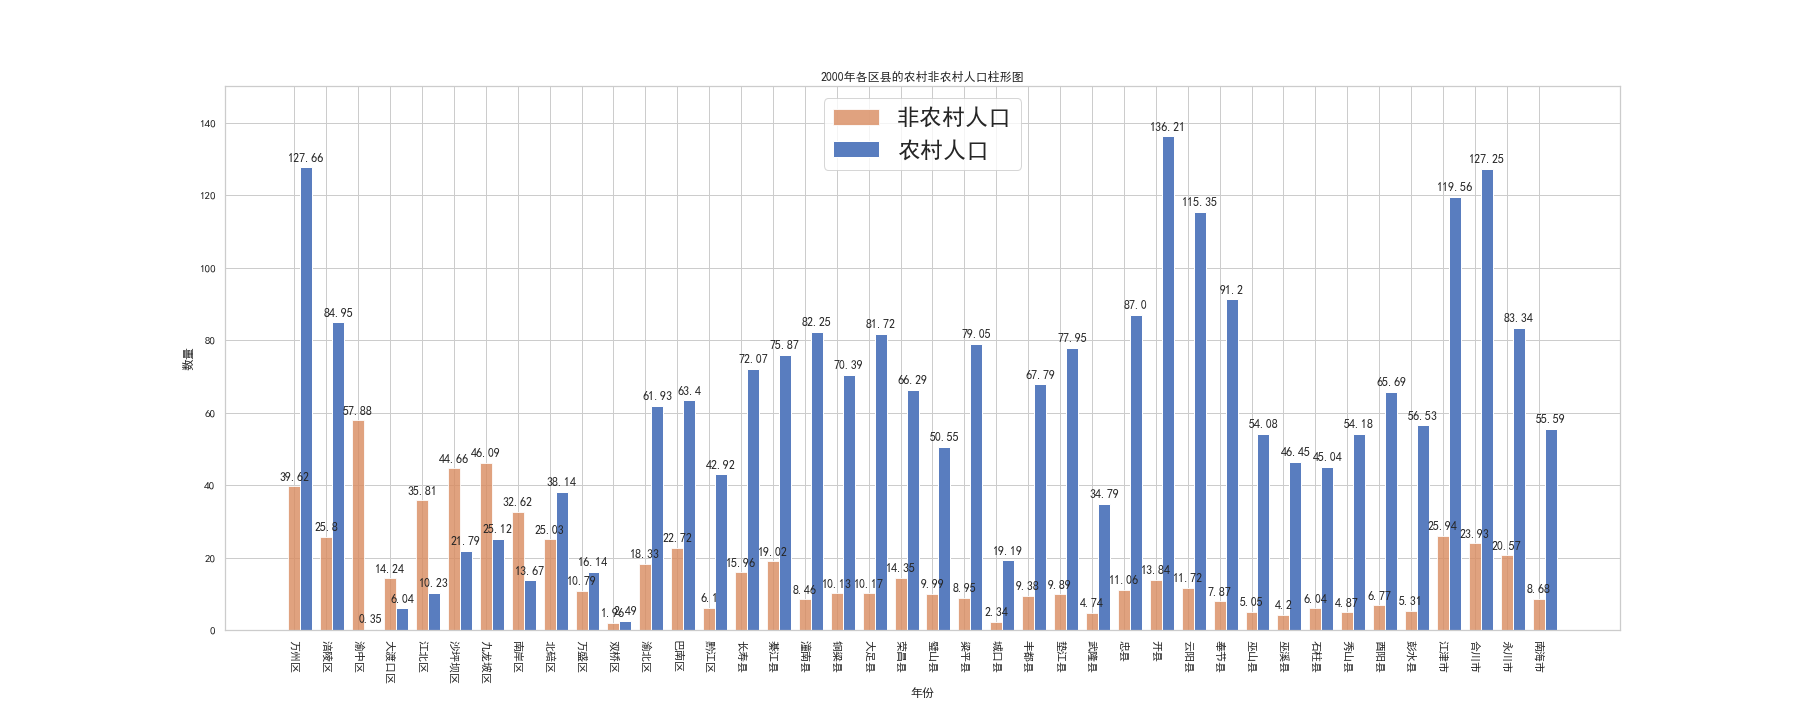 2000年各区县的农村非农村人口柱形图
非农村人口
农村人口
数量
140
120
100
80
60
40
20
0
39.62 127.66
25.8 84.95
57.88 0.35
14.24 6.04
35.81 10.23
44.66 21.79
46.09 25.12
32.62 13.67
25.03 38.14
10.79 16.14
1.96 2.49
18.33 61.93
22.72 63.4
6.1 42.92
15.96 72.07
19.02 75.87
8.46 82.25
10.13 70.39
10.17 81.72
14.35 66.29
9.99 50.55
8.95 79.05
2.34 19.19
9.38 67.79
9.89 77.95
4.74 34.79
11.06 87.0
13.84 136.21
11.72 115.35
7.87 91.2
5.05 54.08
4.2 46.45
6.04 45.04
4.87 54.18
6.77 65.69
5.31 56.53
25.94 119.56
23.93 127.25
20.57 83.34
8.68 55.59
万州区
涪陵区
渝中区
大渡口区
江北区
沙坪坝区
九龙坡区
南岸区
北碚区
万盛区
双桥区
渝北区
巴南区
黔江区
长寿县
綦江县
潼南县
铜梁县
大足县
荣昌县
璧山县
梁平县
城口县
丰都县
垫江县
武隆县
忠县
开县
云阳县
奉节县
巫山县
巫溪县
石柱县
秀山县
酉阳县
彭水县
江津市
合川市
永川市
南海市
年份